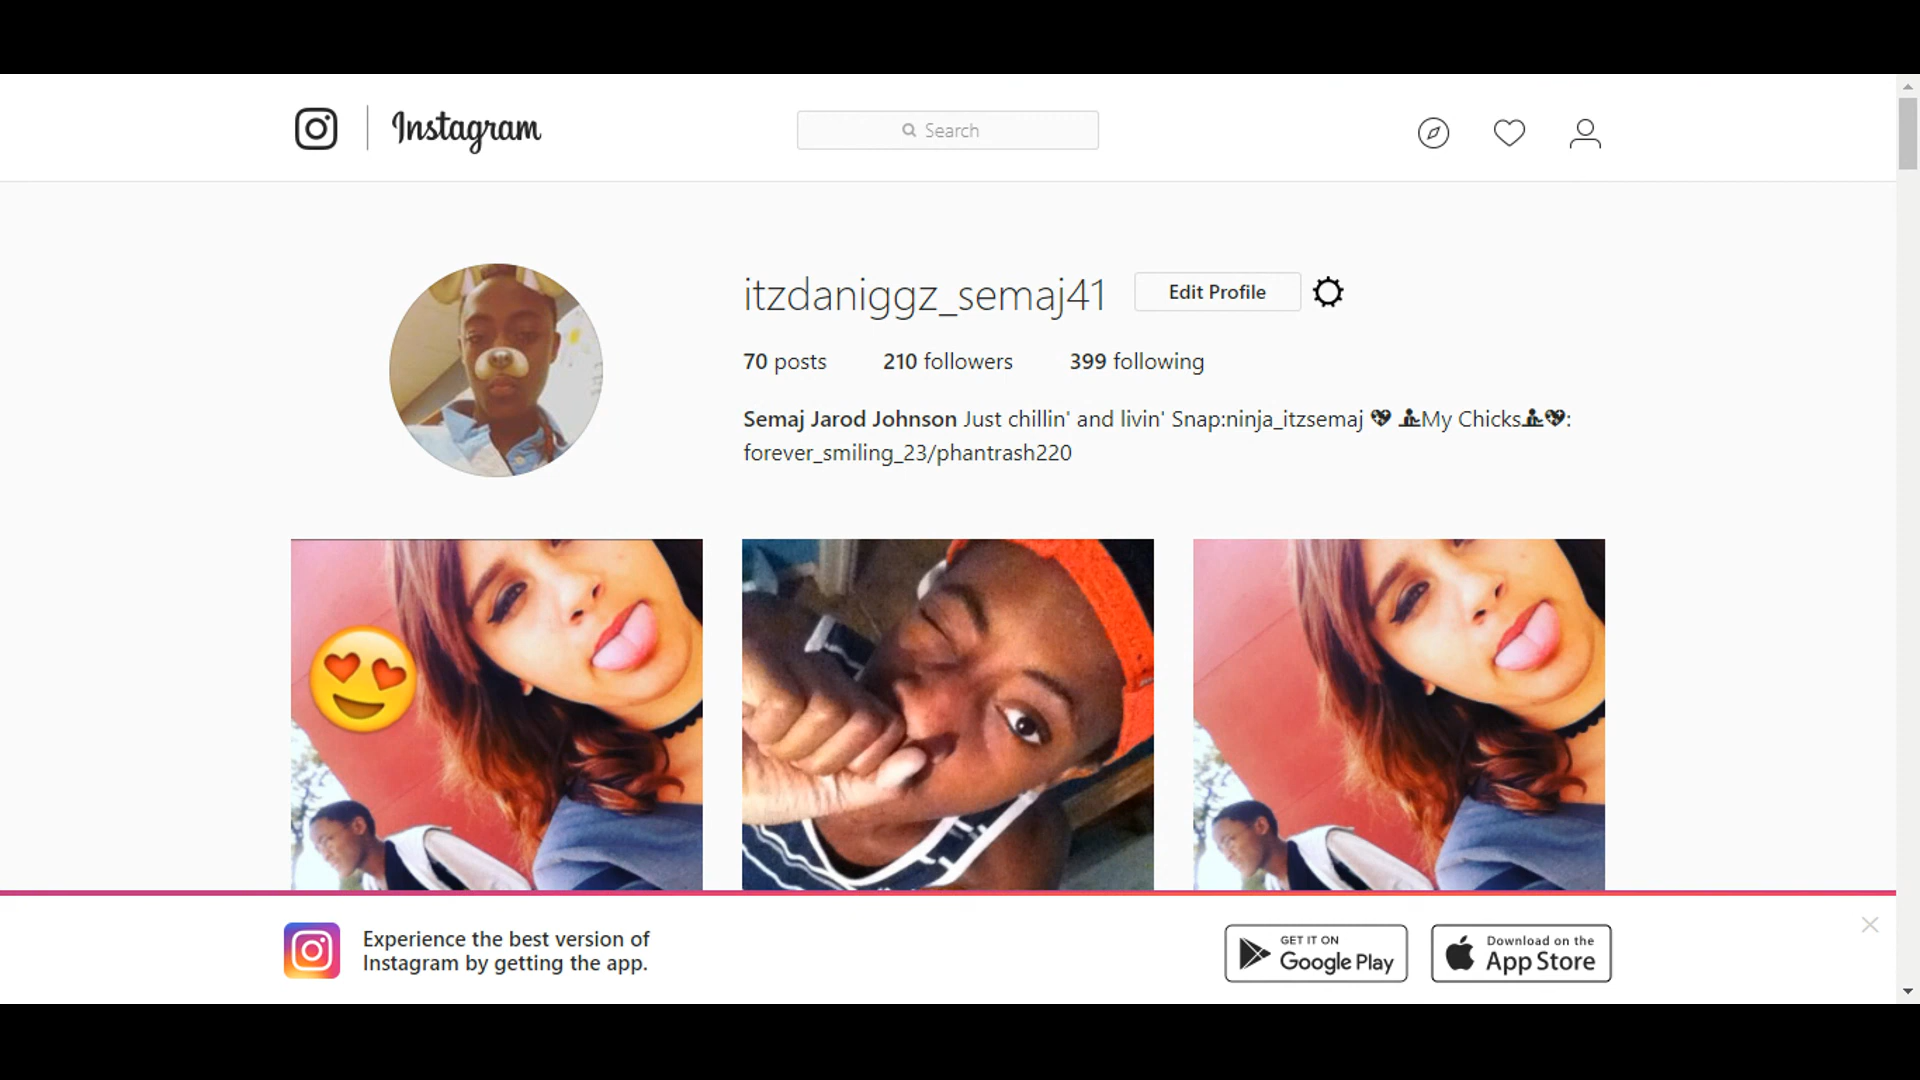 Instagram
Search
itzdaniggz_semaj41 Edit Profile
70 posts 210 followers 399 following
Semaj Jarod Johnson Just chillin' and livin' Snap:ninja_itzsemaj 💖 🏊My Chicks🏊💖:
forever_smiling_23/phantrash220
Experience the best version of
Instagram by getting the app.
GET IT ON
Google Play
Download on the
App Store